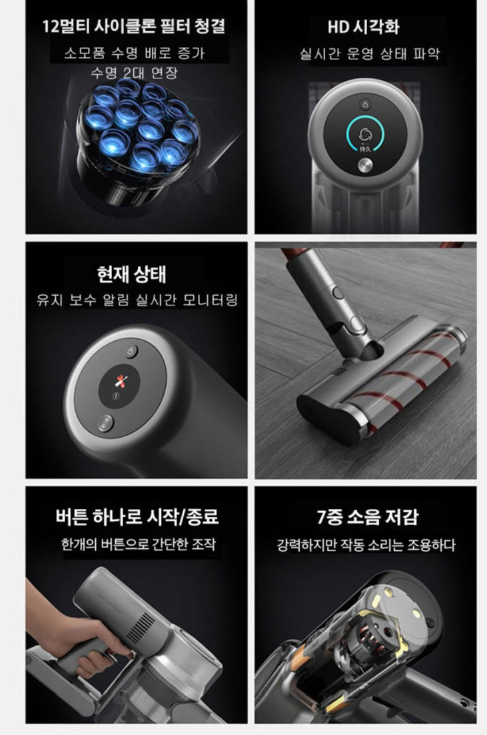 12멀티 사이클론 필터 청결
소모품 수명 배로 증가
수명 2대 연장
HD 시각화
실시간 운영 상태 파악
持久
현재 상태
유지 보수 알림 실시간 모니터링
버튼 하나로 시작/종료
한개의 버튼으로 간단한 조작
7중 소음 저감
강력하지만 작동 소리는 조용하다